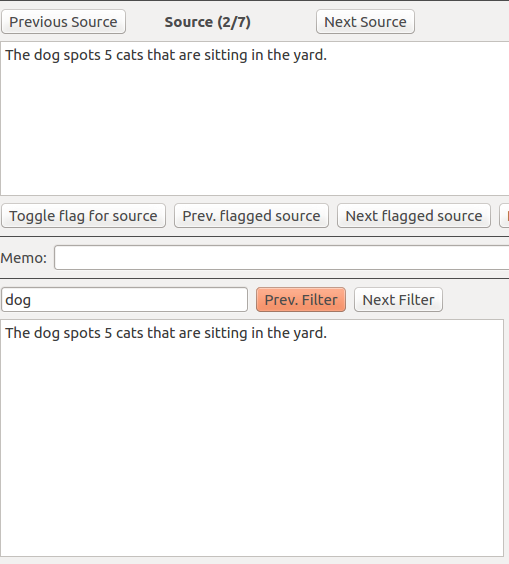 Previous Source Source (2/7) Next Source
The dog spots 5 cats that are sitting in the yard.
Toggle flag for source Prev. flagged source Next flagged source
Memo:
dog Prev. Filter Next Filter
The dog spots 5 cats that are sitting in the yard.